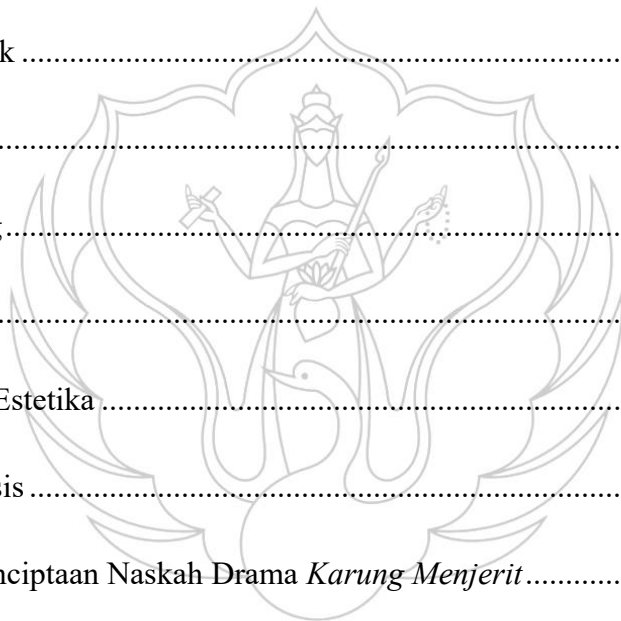 k ........................................................................
........................................................................
g ........................................................................
........................................................................
Estetika ............................................................
sis ......................................................................
nciptaan Naskah Drama Karung Menjerit ............